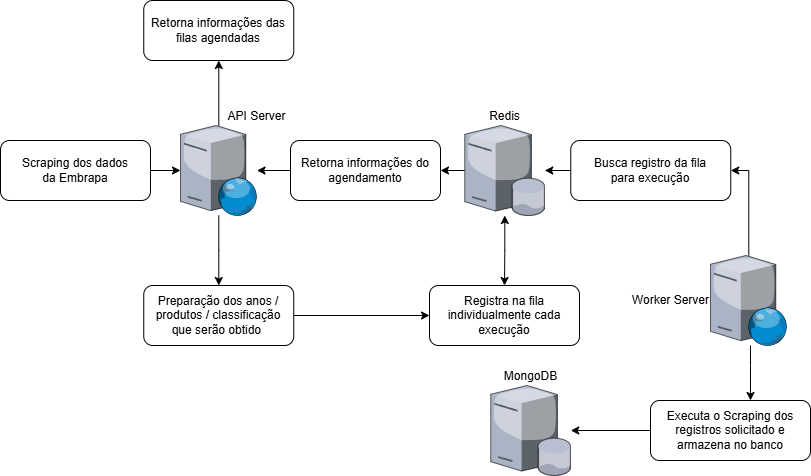 Retorna informações das
filas agendadas
API Server
Redis
Scraping dos dados
da Embrapa
Retorna informações do
agendamento
Busca registro da fila
para execução
Worker Server
Preparação dos anos /
produtos / classificação
que serão obtido
Registra na fila
individualmente cada
execução
MongoDB
Executa o Scraping dos
registros solicitado e
armazena no banco